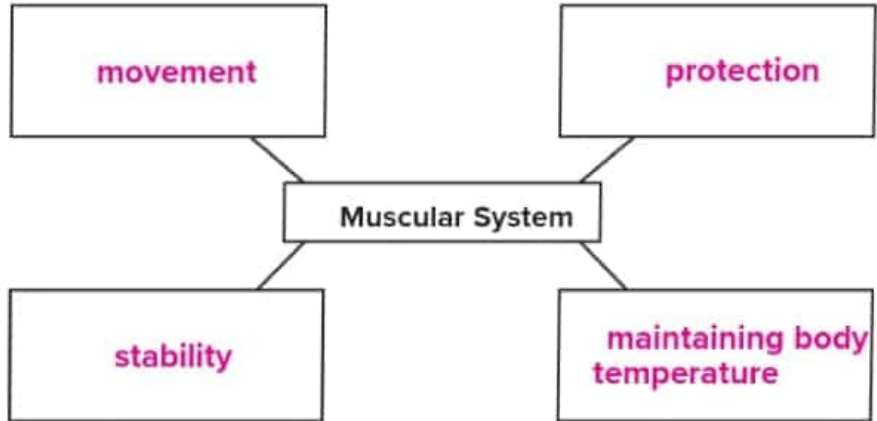 movement
protection
Muscular System
stability
maintaining body
temperature